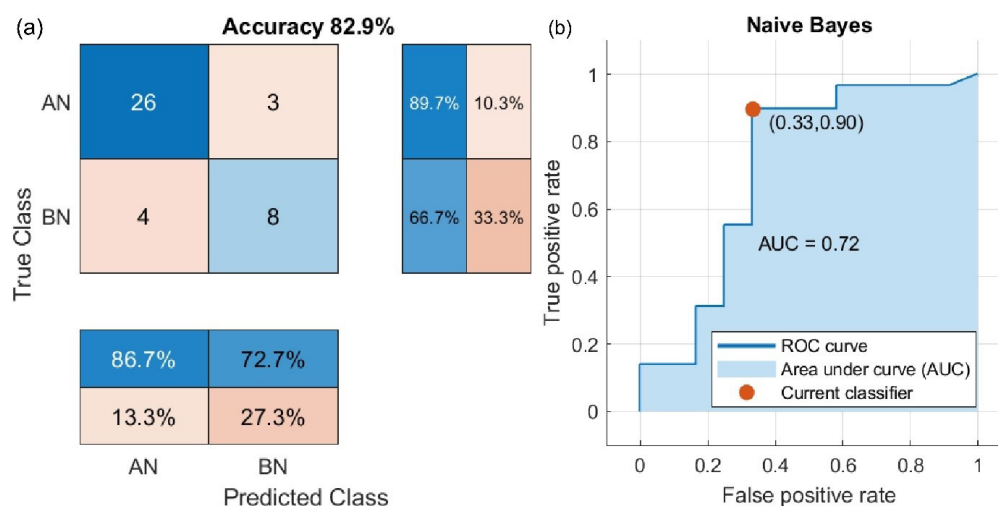 (a)
Accuracy 82.9%
AN
26
3
89.7%
10.3%
BN
4
8
66.7%
33.3%
True Class
86.7%
72.7%
13.3%
27.3%
AN
BN
Predicted Class
(b)
Naive Bayes
1
0.8
0.6
0.4
0.2
0
True positive rate
(0.33,0.90)
AUC = 0.72
ROC curve
Area under curve (AUC)
Current classifier
0
0.2
0.4
0.6
0.8
1
False positive rate